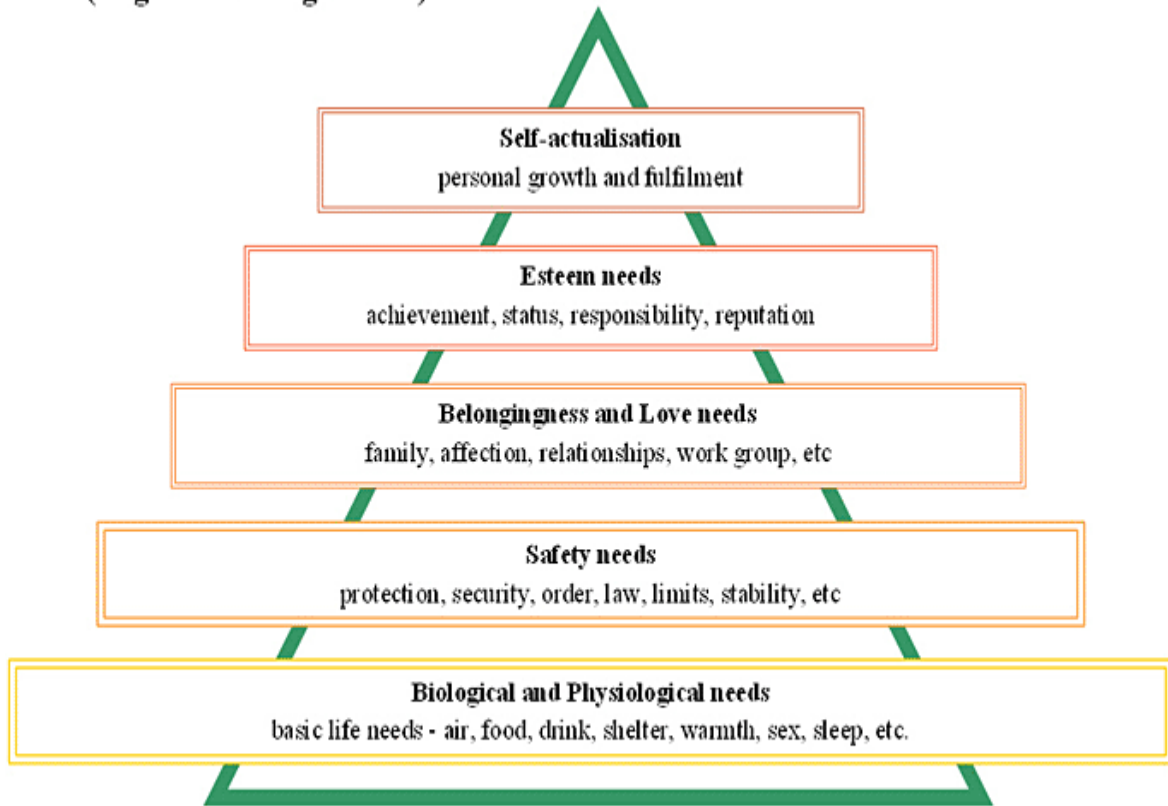 Self-actualisation
personal growth and fulfilment
Esteem needs
achievement, status, responsibility, reputation
Belongingness and Love needs
family, affection, relationships, work group, etc
Safety needs
protection, security, order, law, limits, stability, etc
Biological and Physiological needs
basic life needs - air, food, drink, shelter, warmth, sex, sleep, etc.